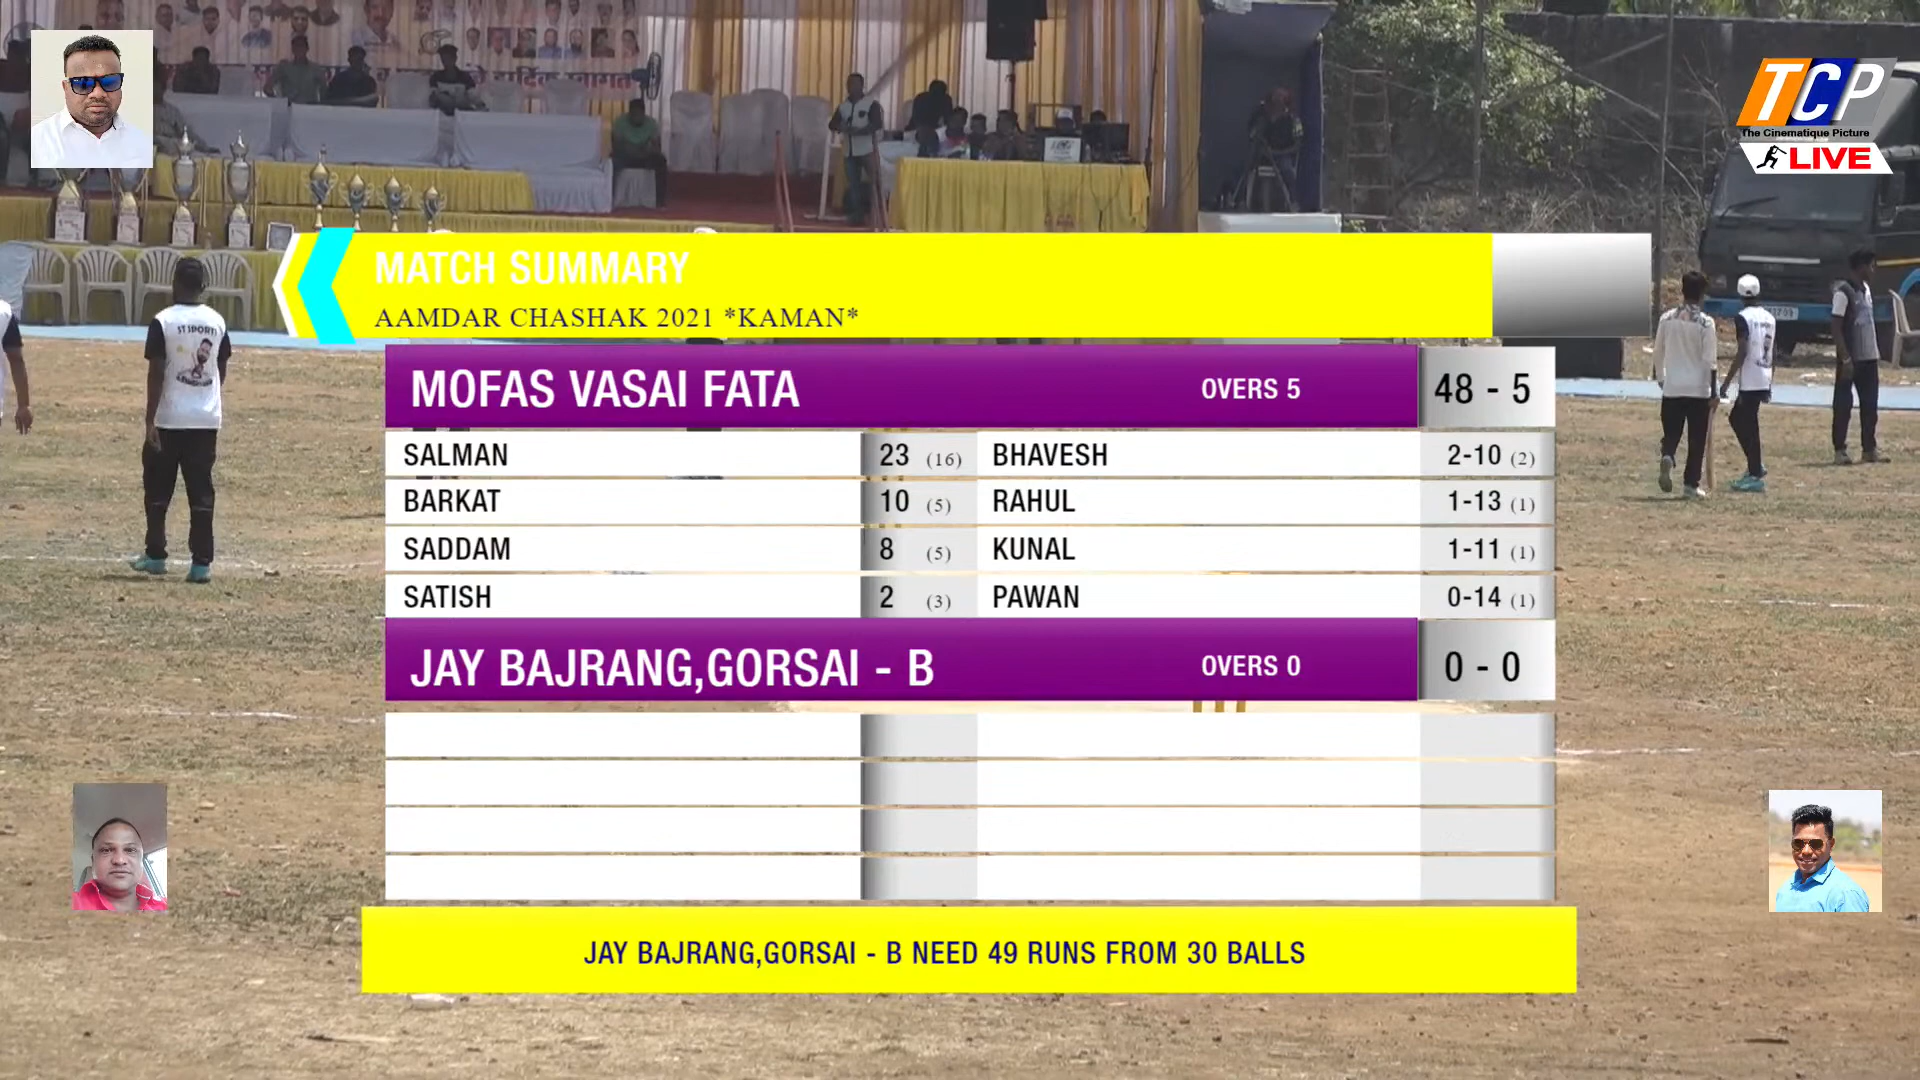 हार्दिक स्वागत
TCP
The Cinematique Picture
LIVE
MATCH SUMMARY
AAMDAR CHASHAK 2021 *KAMAN*
ST SPORT
MOFAS VASAI FATA OVERS 5 48 - 5
SALMAN 23 (16) BHAVESH 2-10 (2)
BARKAT 10 (5) RAHUL 1-13 (1)
SADDAM 8 (5) KUNAL 1-11 (1)
SATISH 2 (3) PAWAN 0-14 (1)
JAY BAJRANG,GORSAI - B OVERS 0 0 - 0
JAY BAJRANG,GORSAI - B NEED 49 RUNS FROM 30 BALLS